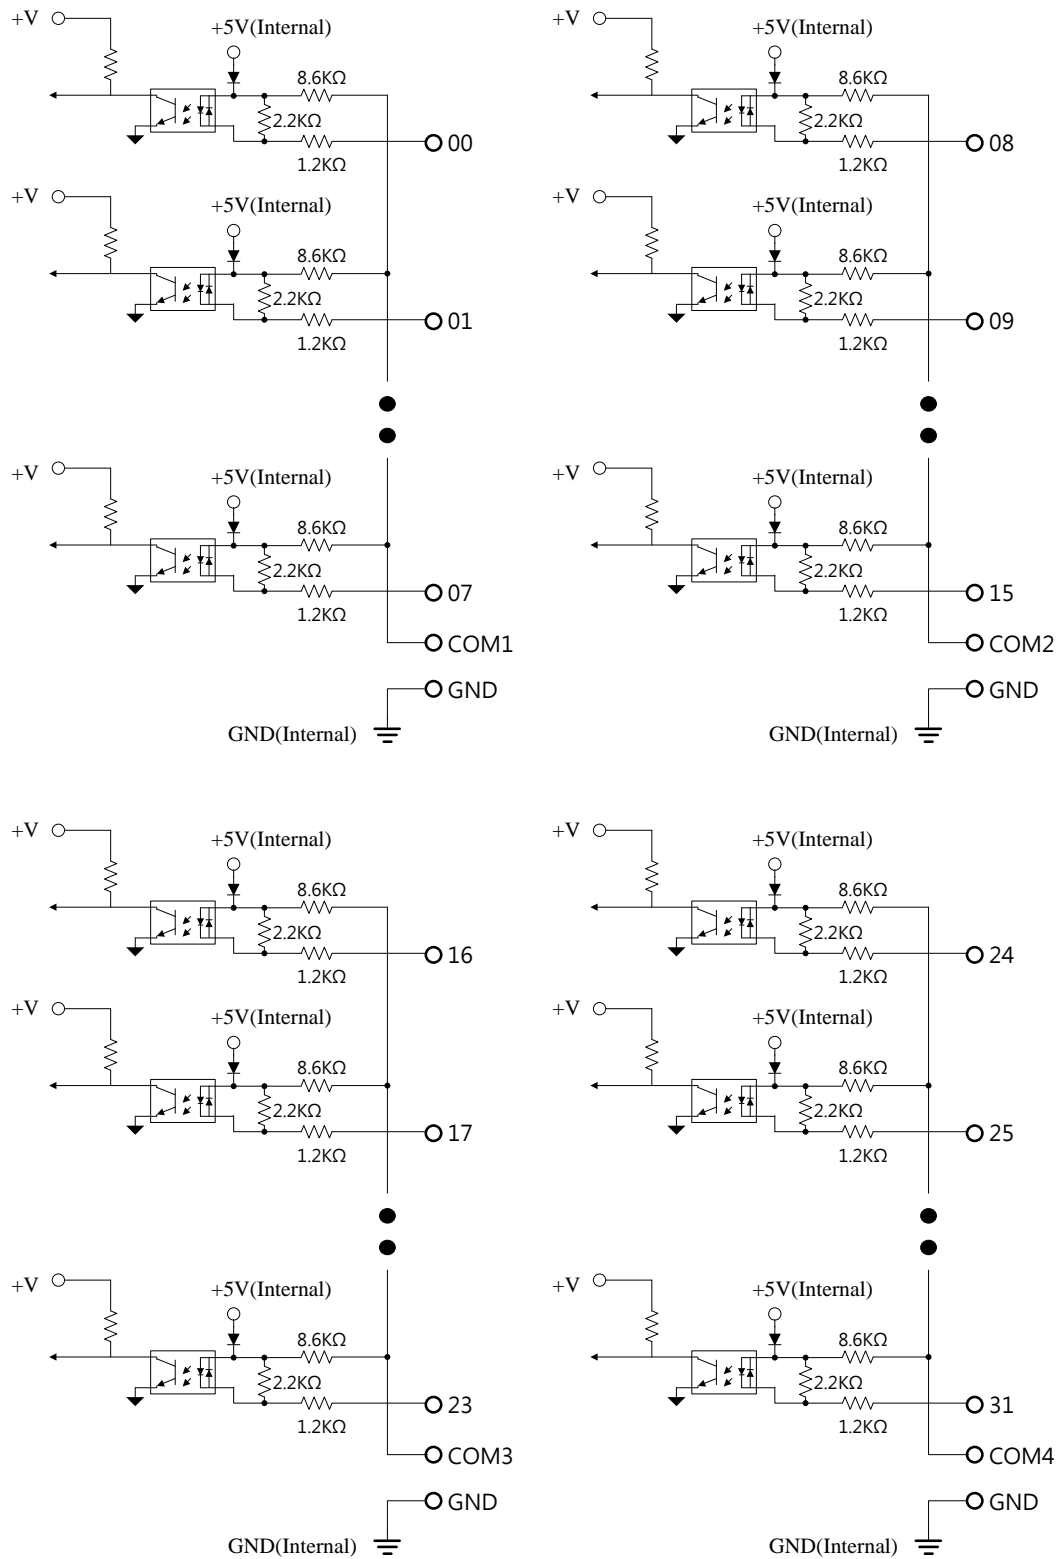 +V
+5V(Internal)
8.6KΩ
2.2KΩ
00
1.2KΩ
+V
+5V(Internal)
8.6KΩ
2.2KΩ
01
1.2KΩ
+V
+5V(Internal)
8.6KΩ
2.2KΩ
07
1.2KΩ
COM1
GND
GND(Internal)
+V
+5V(Internal)
8.6KΩ
2.2KΩ
08
1.2KΩ
+V
+5V(Internal)
8.6KΩ
2.2KΩ
09
1.2KΩ
+V
+5V(Internal)
8.6KΩ
2.2KΩ
15
1.2KΩ
COM2
GND
GND(Internal)
+V
+5V(Internal)
8.6KΩ
2.2KΩ
16
1.2KΩ
+V
+5V(Internal)
8.6KΩ
2.2KΩ
17
1.2KΩ
+V
+5V(Internal)
8.6KΩ
2.2KΩ
23
1.2KΩ
COM3
GND
GND(Internal)
+V
+5V(Internal)
8.6KΩ
2.2KΩ
24
1.2KΩ
+V
+5V(Internal)
8.6KΩ
2.2KΩ
25
1.2KΩ
+V
+5V(Internal)
8.6KΩ
2.2KΩ
31
1.2KΩ
COM4
GND
GND(Internal)